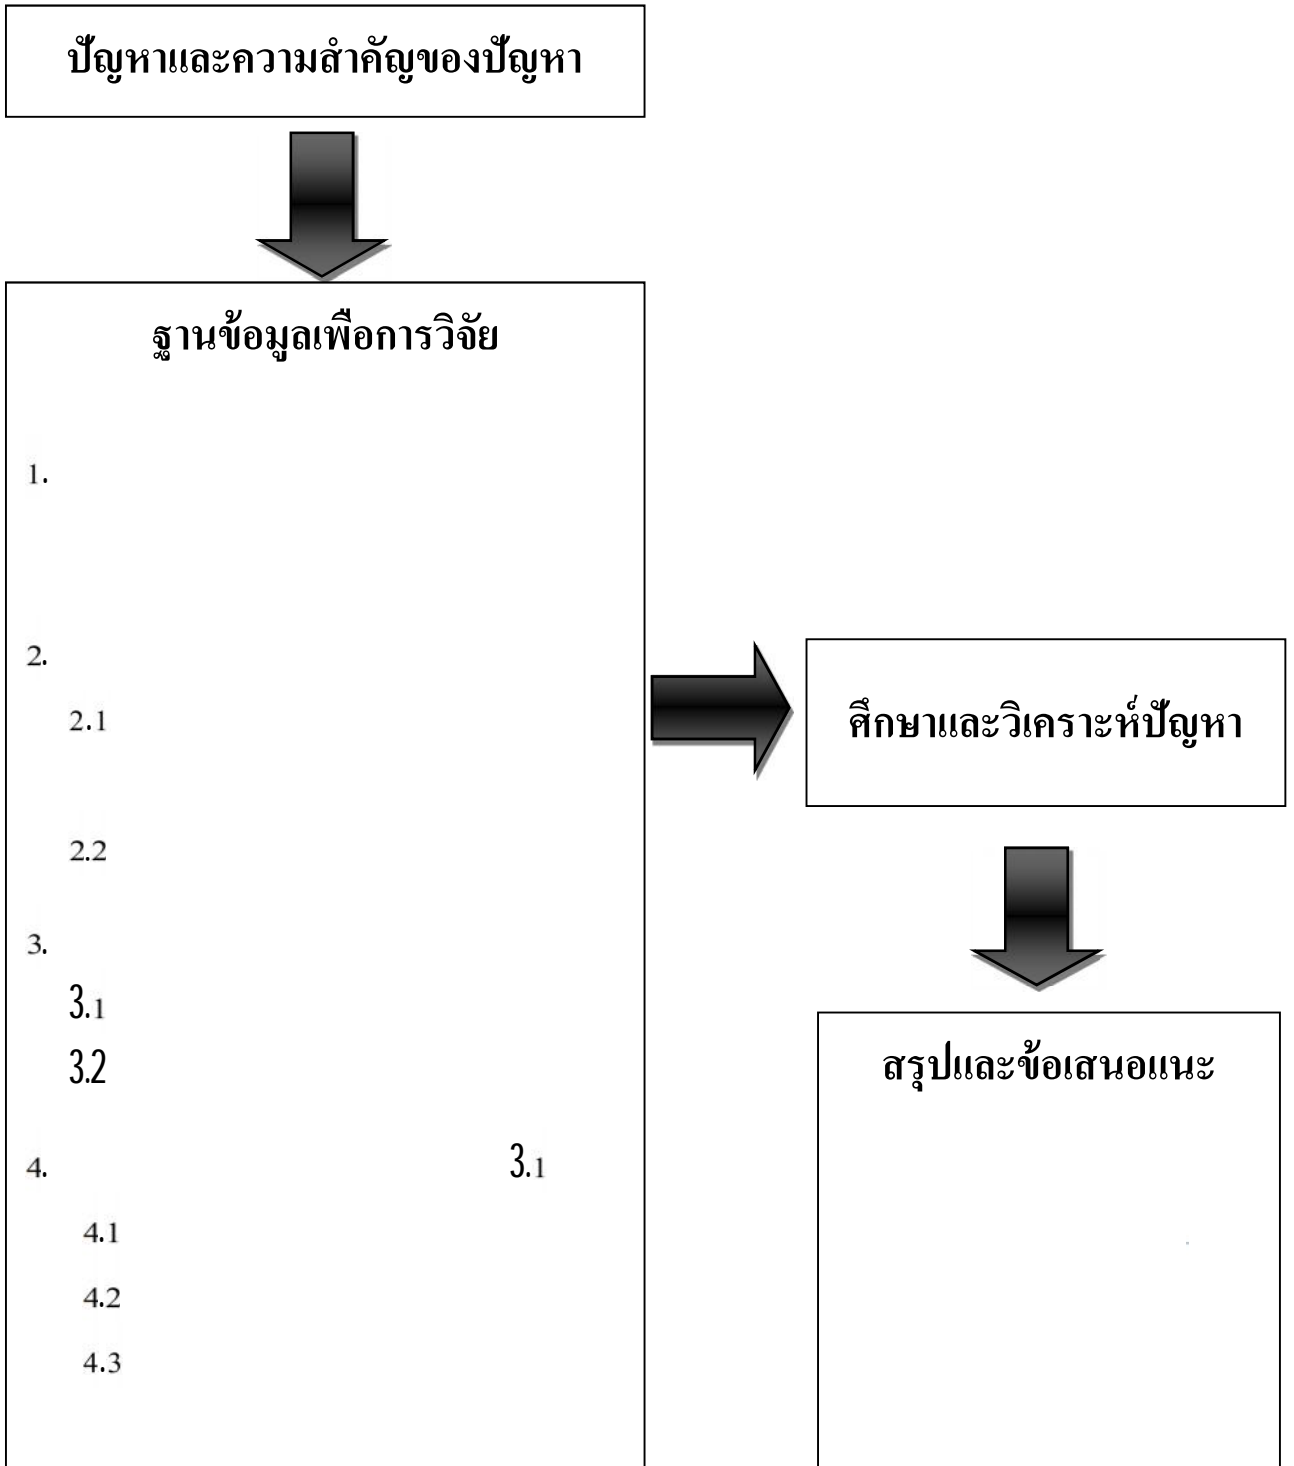 ปัญหาและความสำคัญของปัญหา
ฐานข้อมูลเพื่อการวิจัย
1.
2.
2.1
2.2
3.
3.1
3.2
4. 3.1
4.1
4.2
4.3
ศึกษาและวิเคราะห์ปัญหา
สรุปและข้อเสนอแนะ